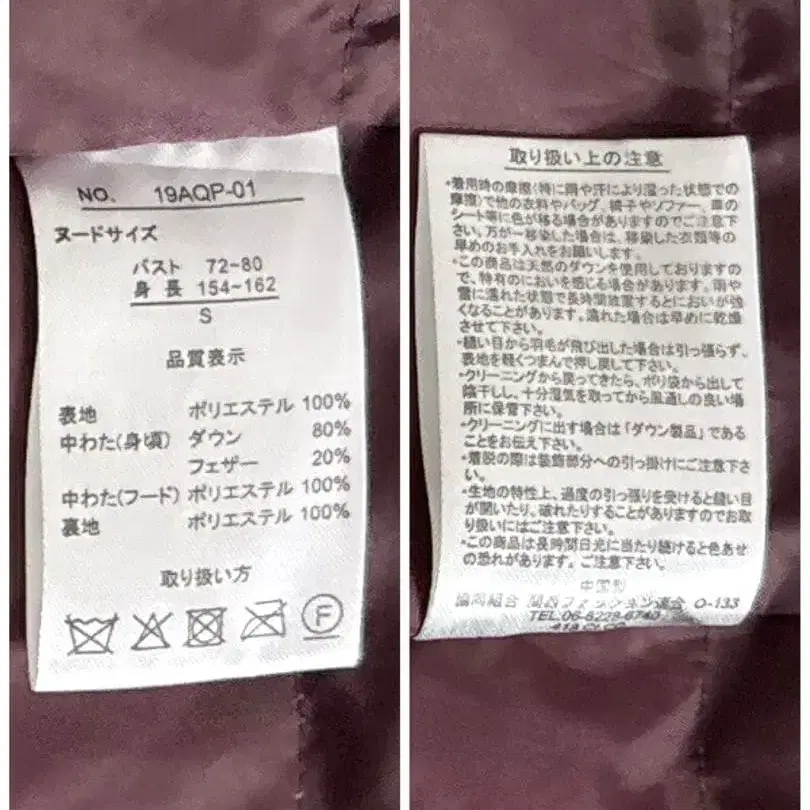 NO. 19AQP-01
ヌードサイズ
バスト 72-80
身長 154-162
S
品質表示
表地 ポリエステル 100%
中わた(身頃) ダウン 80%
フェザー 20%
中わた(フード) ポリエステル 100%
裏地 ポリエステル 100%
取り扱い方
F
取り扱い上の注意
・着用時の摩擦(特に雨や汗により湿った状態での
摩擦)で他の衣料やバッグ、椅子やソファー、車の
シート等に色が移る場合がありますのでご注意下
さい。万が一移染した場合は、移染した衣類等の
早めのお手入れをお願します。
・この商品は天然のダウンを使用しておりますの
で、特有のにおいを感じる場合があります。雨や
雪に濡れた状態で長時間放置するとにおいが強
くなることがあります。濡れた場合は早めに乾燥
させて下さい。
・縫い目から羽毛が飛び出した場合は引っ張らず、
表地を軽くつまんで押し戻して下さい。
・クリーニングから戻ってきたら、ポリ袋から出して
陰干しし、十分湿気を取ってから風通しの良い場
所に保管下さい。
・クリーニングに出す場合は「ダウン製品」である
ことをお伝え下さい。
・着脱の際は装飾部分への引っ掛けにご注意下さ
い。
・生地の特性上、過度の引っ張りを受けると縫い目
が開いたり、破れたりすることがありますのでお取
り扱いにはご注意下さい。
・この商品は長時間日光に当たり続けると色あせ
の恐れがあります。ご注意下さい。
中国製
協同組合 関西ファッション連合 O-133
TEL.06-6228-6740